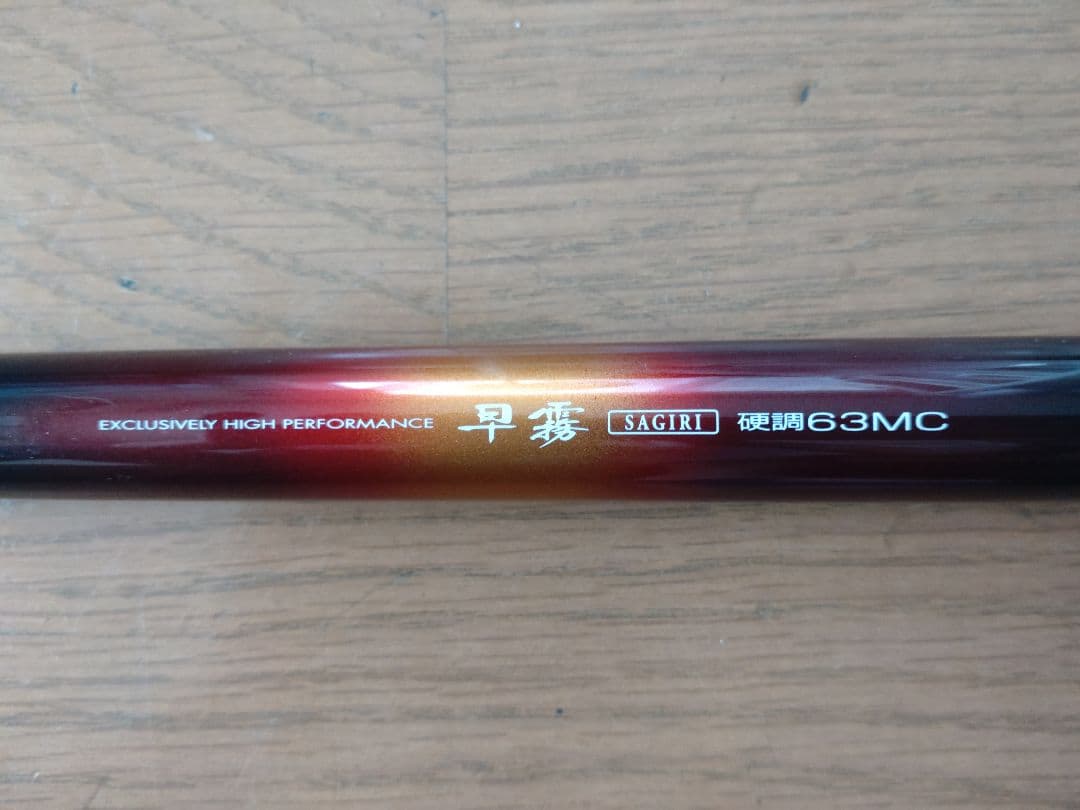 EXCLUSIVELY HIGH PERFORMANCE 早霧 SAGIRI 硬調63MC